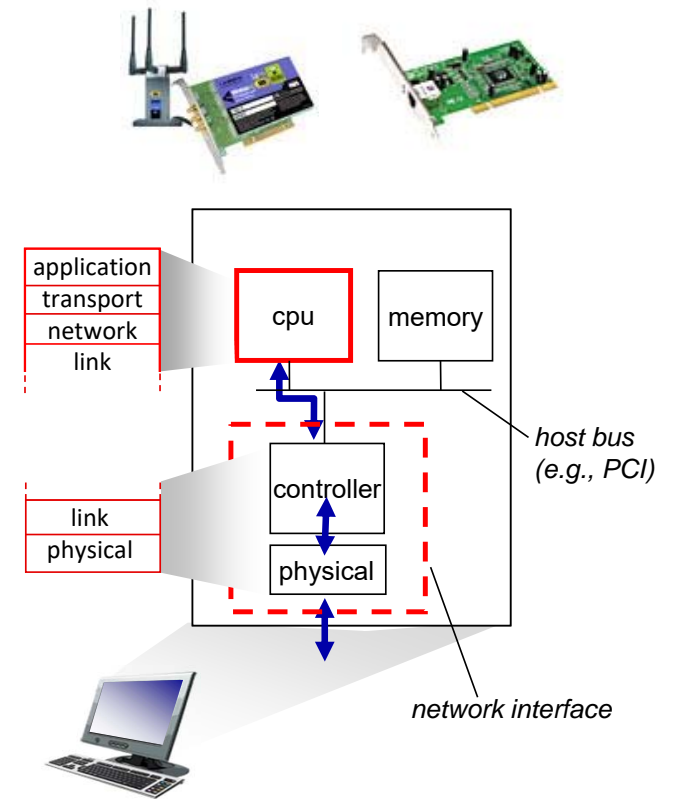 application
transport
network
link
cpu
memory
host bus
(e.g., PCI)
controller
link
physical
physical
network interface